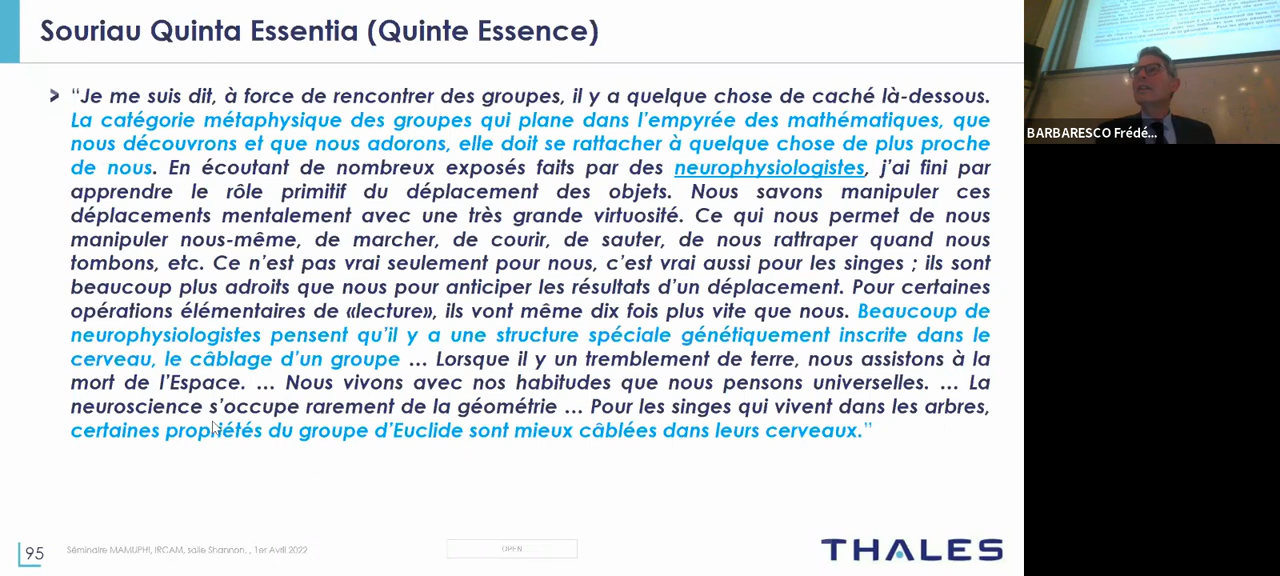 Souriau Quinta Essentia (Quinte Essence)
“Je me suis dit, à force de rencontrer des groupes, il y a quelque chose de caché là-dessous.
La catégorie métaphysique des groupes qui plane dans l’empyrée des mathématiques, que
nous découvrons et que nous adorons, elle doit se rattacher à quelque chose de plus proche
de nous. En écoutant de nombreux exposés faits par des neurophysiologistes, j’ai fini par
apprendre le rôle primitif du déplacement des objets. Nous savons manipuler ces
déplacements mentalement avec une très grande virtuosité. Ce qui nous permet de nous
manipuler nous-même, de marcher, de courir, de sauter, de nous rattraper quand nous
tombons, etc. Ce n’est pas vrai seulement pour nous, c’est vrai aussi pour les singes ; ils sont
beaucoup plus adroits que nous pour anticiper les résultats d’un déplacement. Pour certaines
opérations élémentaires de «lecture», ils vont même dix fois plus vite que nous. Beaucoup de
neurophysiologistes pensent qu’il y a une structure spéciale génétiquement inscrite dans le
cerveau, le câblage d’un groupe … Lorsque il y un tremblement de terre, nous assistons à la
mort de l’Espace. … Nous vivons avec nos habitudes que nous pensons universelles. … La
neuroscience s’occupe rarement de la géométrie … Pour les singes qui vivent dans les arbres,
certaines propriétés du groupe d’Euclide sont mieux câblées dans leurs cerveaux.”
BARBARESCO Frédé...
95
Séminaire MAMUPHI, IRCAM, salle Shannon, , 1er Avril 2022
OPEN
THALES